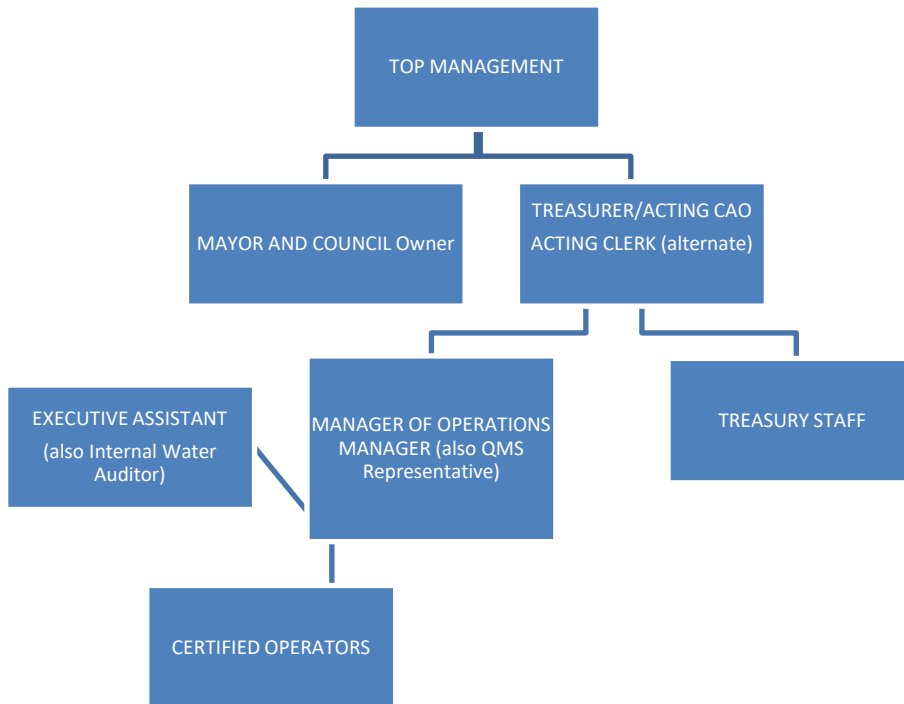 TOP MANAGEMENT
MAYOR AND COUNCIL Owner
TREASURER/ACTING CAO
ACTING CLERK (alternate)
EXECUTIVE ASSISTANT
(also Internal Water
Auditor)
MANAGER OF OPERATIONS
MANAGER (also QMS
Representative)
TREASURY STAFF
CERTIFIED OPERATORS